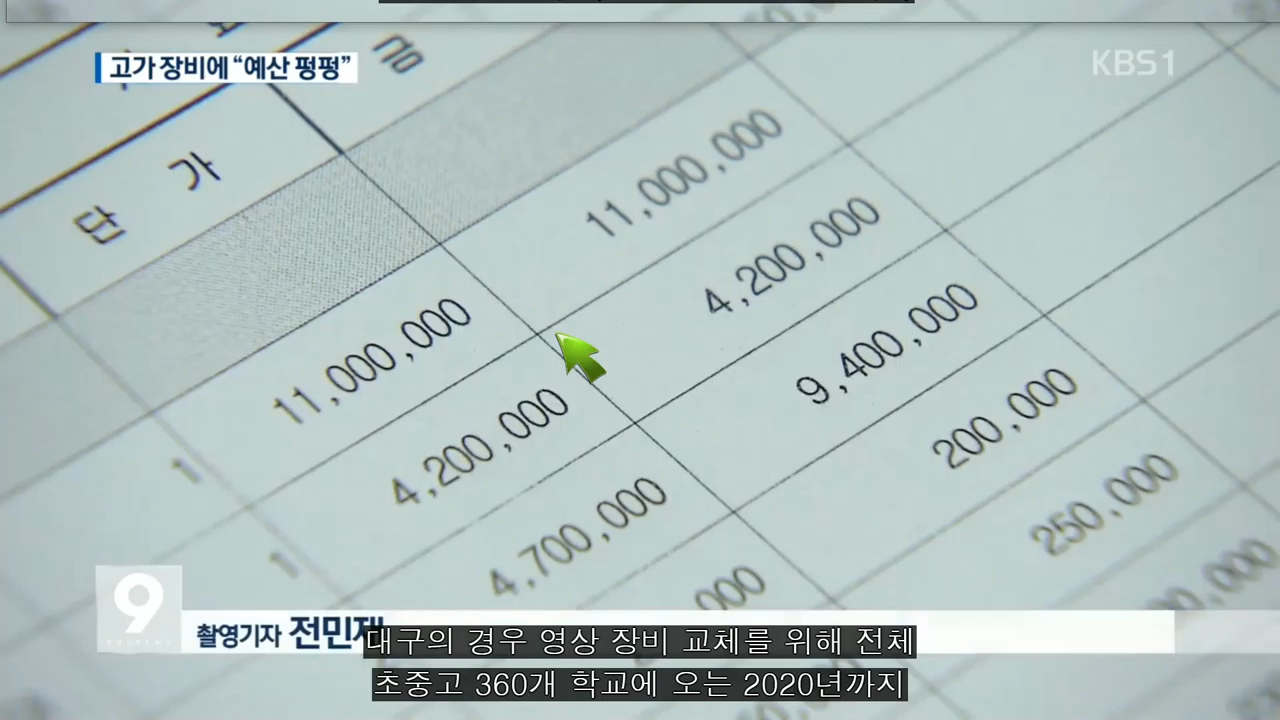 고가 장비에 “예산 펑펑”
KBS1
금
단 가
11,000,000
4,200,000
9,400,000
200,000
250,000
1 11,000,000
1 4,200,000
4,700,000
9
촬영기자 전민재
대구의 경우 영상 장비 교체를 위해 전체
초중고 360개 학교에 오는 2020년까지